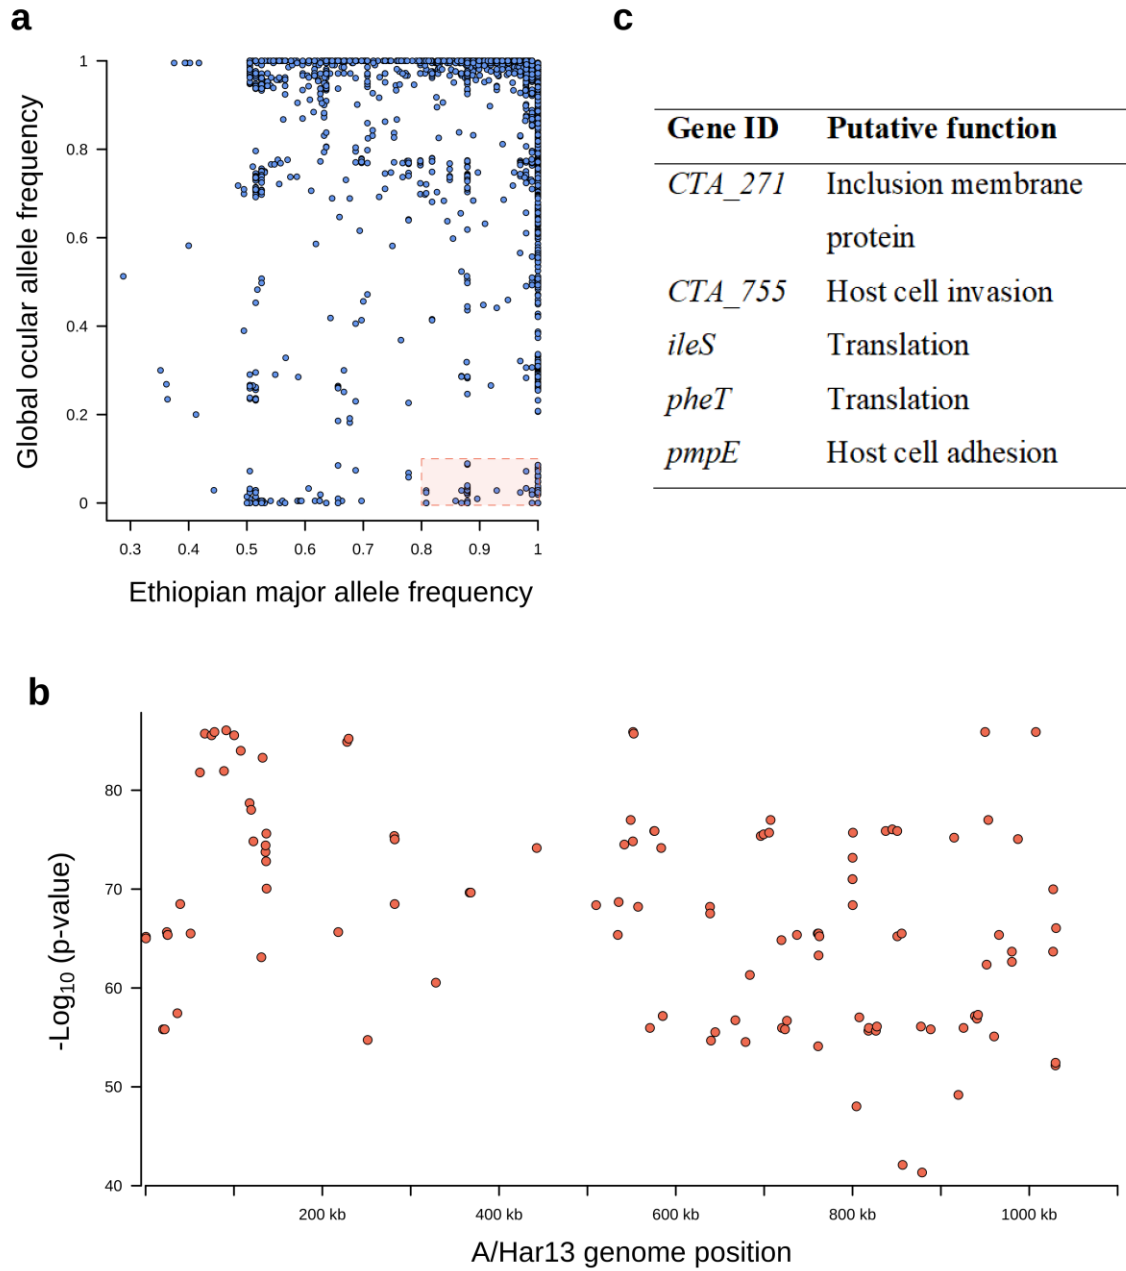 a
Global ocular allele frequency
1
0.8
0.6
0.4
0.2
0
0.3 0.4 0.5 0.6 0.7 0.8 0.9 1
Ethiopian major allele frequency
c
Gene ID Putative function
CTA_271 Inclusion membrane
protein
CTA_755 Host cell invasion
ileS Translation
pheT Translation
pmpE Host cell adhesion
b
-Log10 (p-value)
80
70
60
50
40
200 kb 400 kb 600 kb 800 kb 1000 kb
A/Har13 genome position